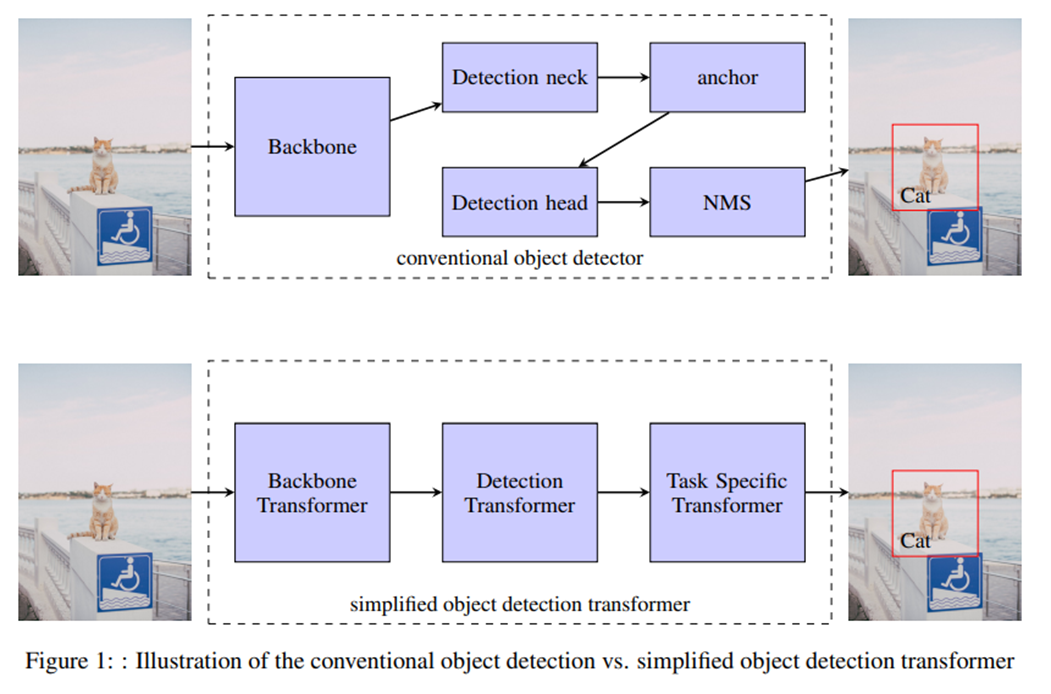 Backbone
Detection neck
anchor
Detection head
NMS
conventional object detector
Cat
Backbone
Transformer
Detection
Transformer
Task Specific
Transformer
simplified object detection transformer
Cat
Figure 1: : Illustration of the conventional object detection vs. simplified object detection transformer